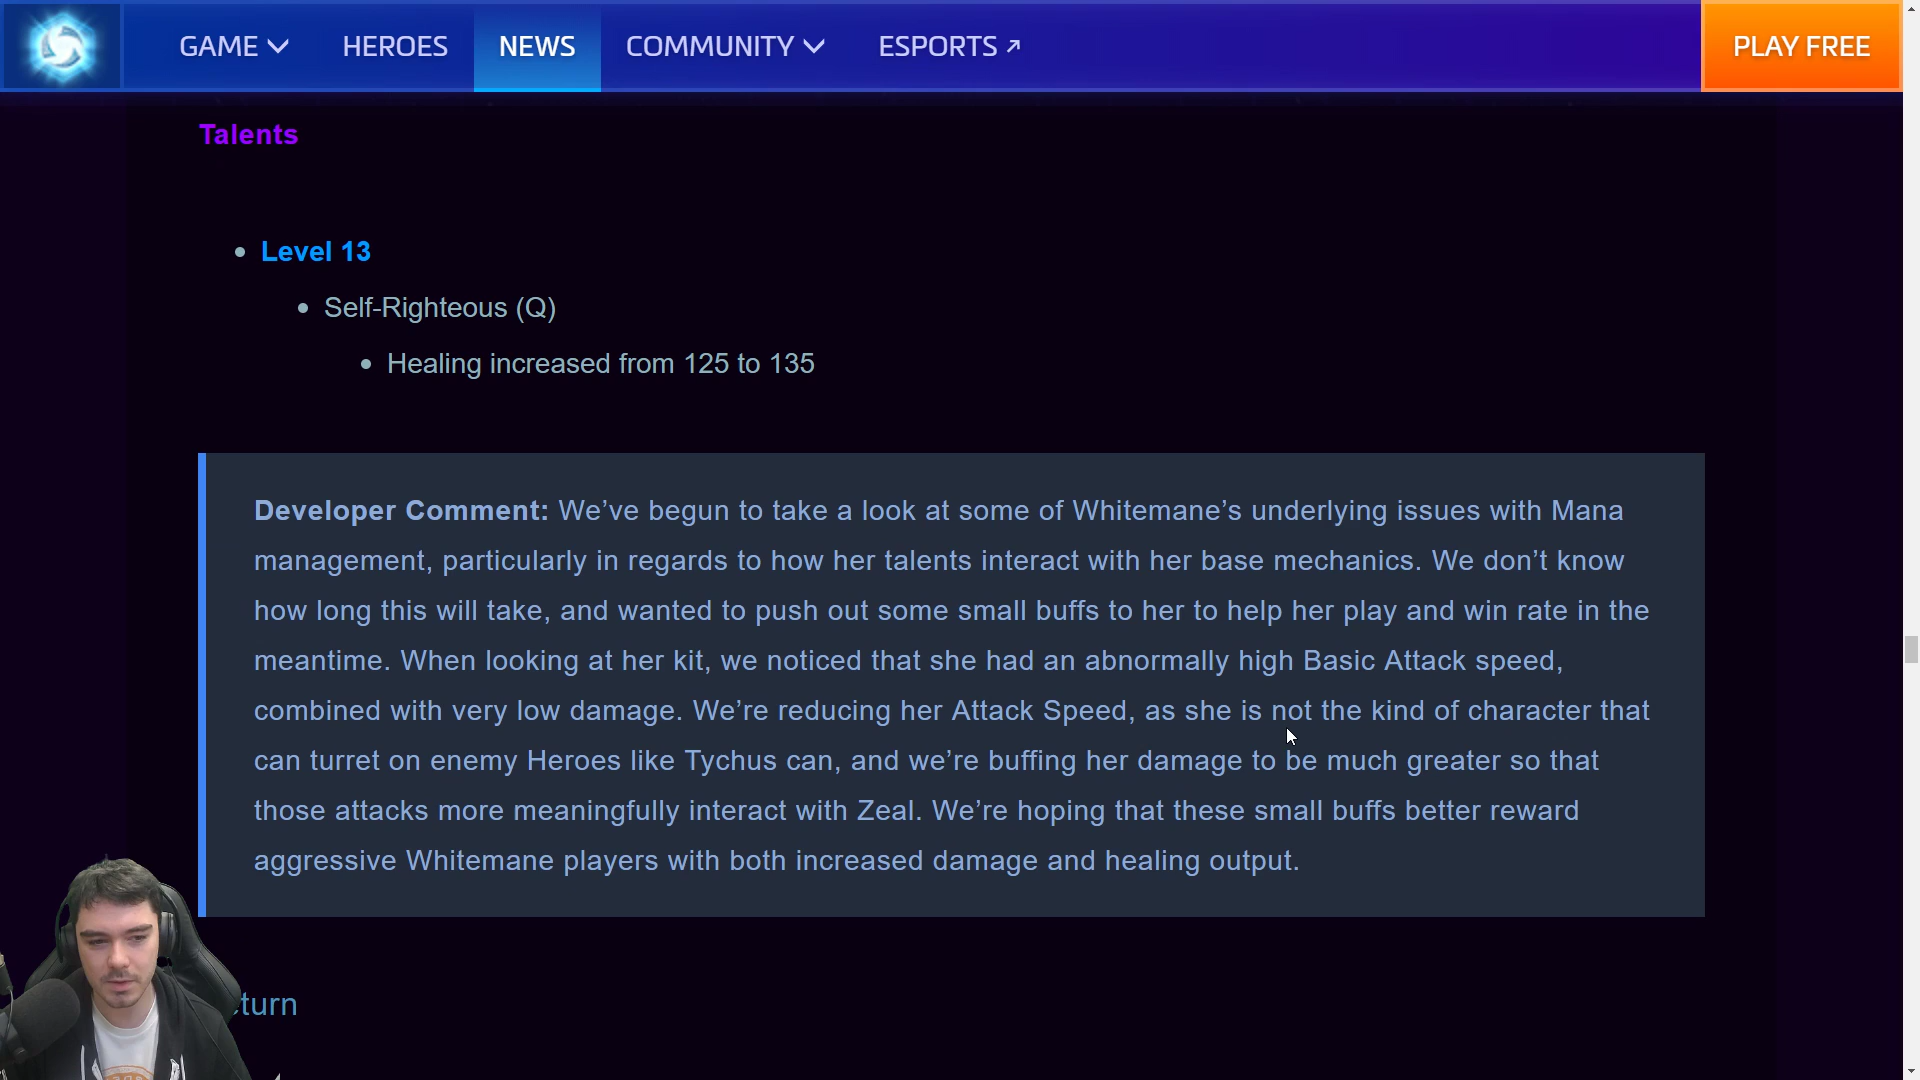 GAME HEROES NEWS COMMUNITY ESPORTS PLAY FREE
Talents
Level 13
Self-Righteous (Q)
Healing increased from 125 to 135
Developer Comment: We’ve begun to take a look at some of Whitemane’s underlying issues with Mana
management, particularly in regards to how her talents interact with her base mechanics. We don’t know
how long this will take, and wanted to push out some small buffs to her to help her play and win rate in the
meantime. When looking at her kit, we noticed that she had an abnormally high Basic Attack speed,
combined with very low damage. We’re reducing her Attack Speed, as she is not the kind of character that
can turret on enemy Heroes like Tychus can, and we’re buffing her damage to be much greater so that
those attacks more meaningfully interact with Zeal. We’re hoping that these small buffs better reward
aggressive Whitemane players with both increased damage and healing output.
turn